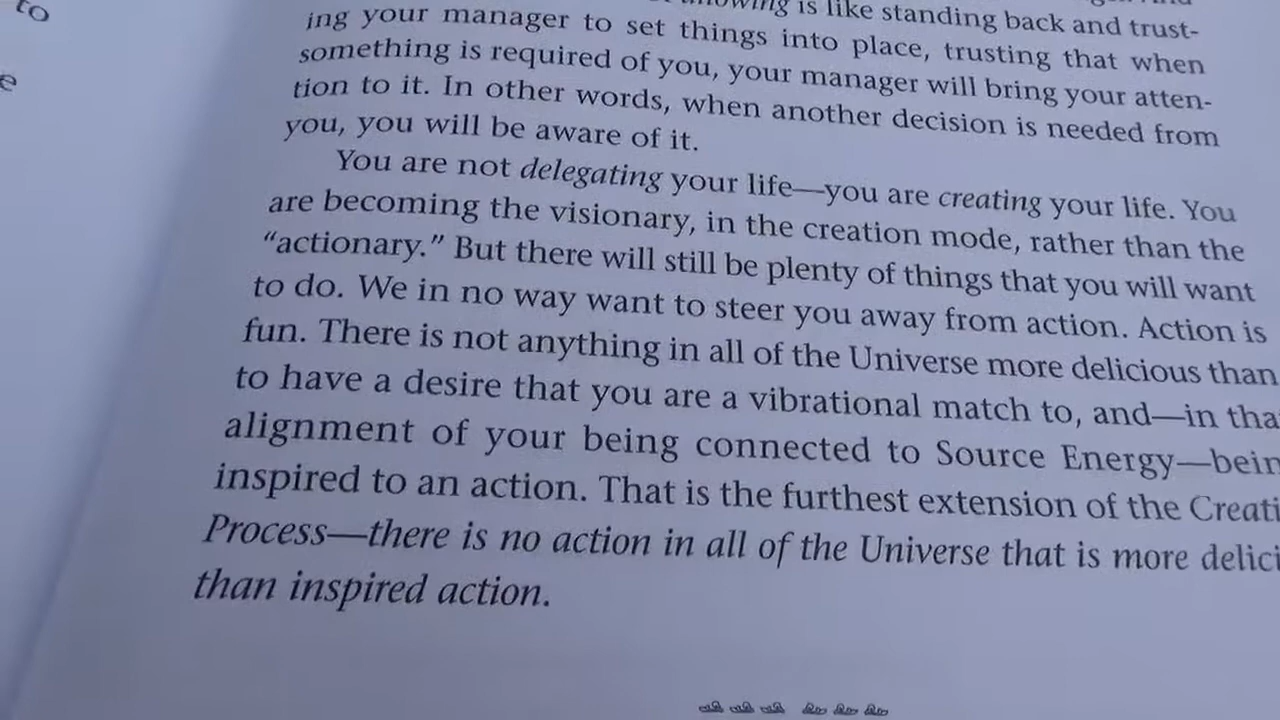 to
e
allowing is like standing back and trust-
ing your manager to set things into place, trusting that when
something is required of you, your manager will bring your atten-
tion to it. In other words, when another decision is needed from
you, you will be aware of it.
You are not delegating your life—you are creating your life. You
are becoming the visionary, in the creation mode, rather than the
“actionary.” But there will still be plenty of things that you will want
to do. We in no way want to steer you away from action. Action is
fun. There is not anything in all of the Universe more delicious than
to have a desire that you are a vibrational match to, and—in tha
alignment of your being connected to Source Energy—bein
inspired to an action. That is the furthest extension of the Creati
Process—there is no action in all of the Universe that is more delici
than inspired action.